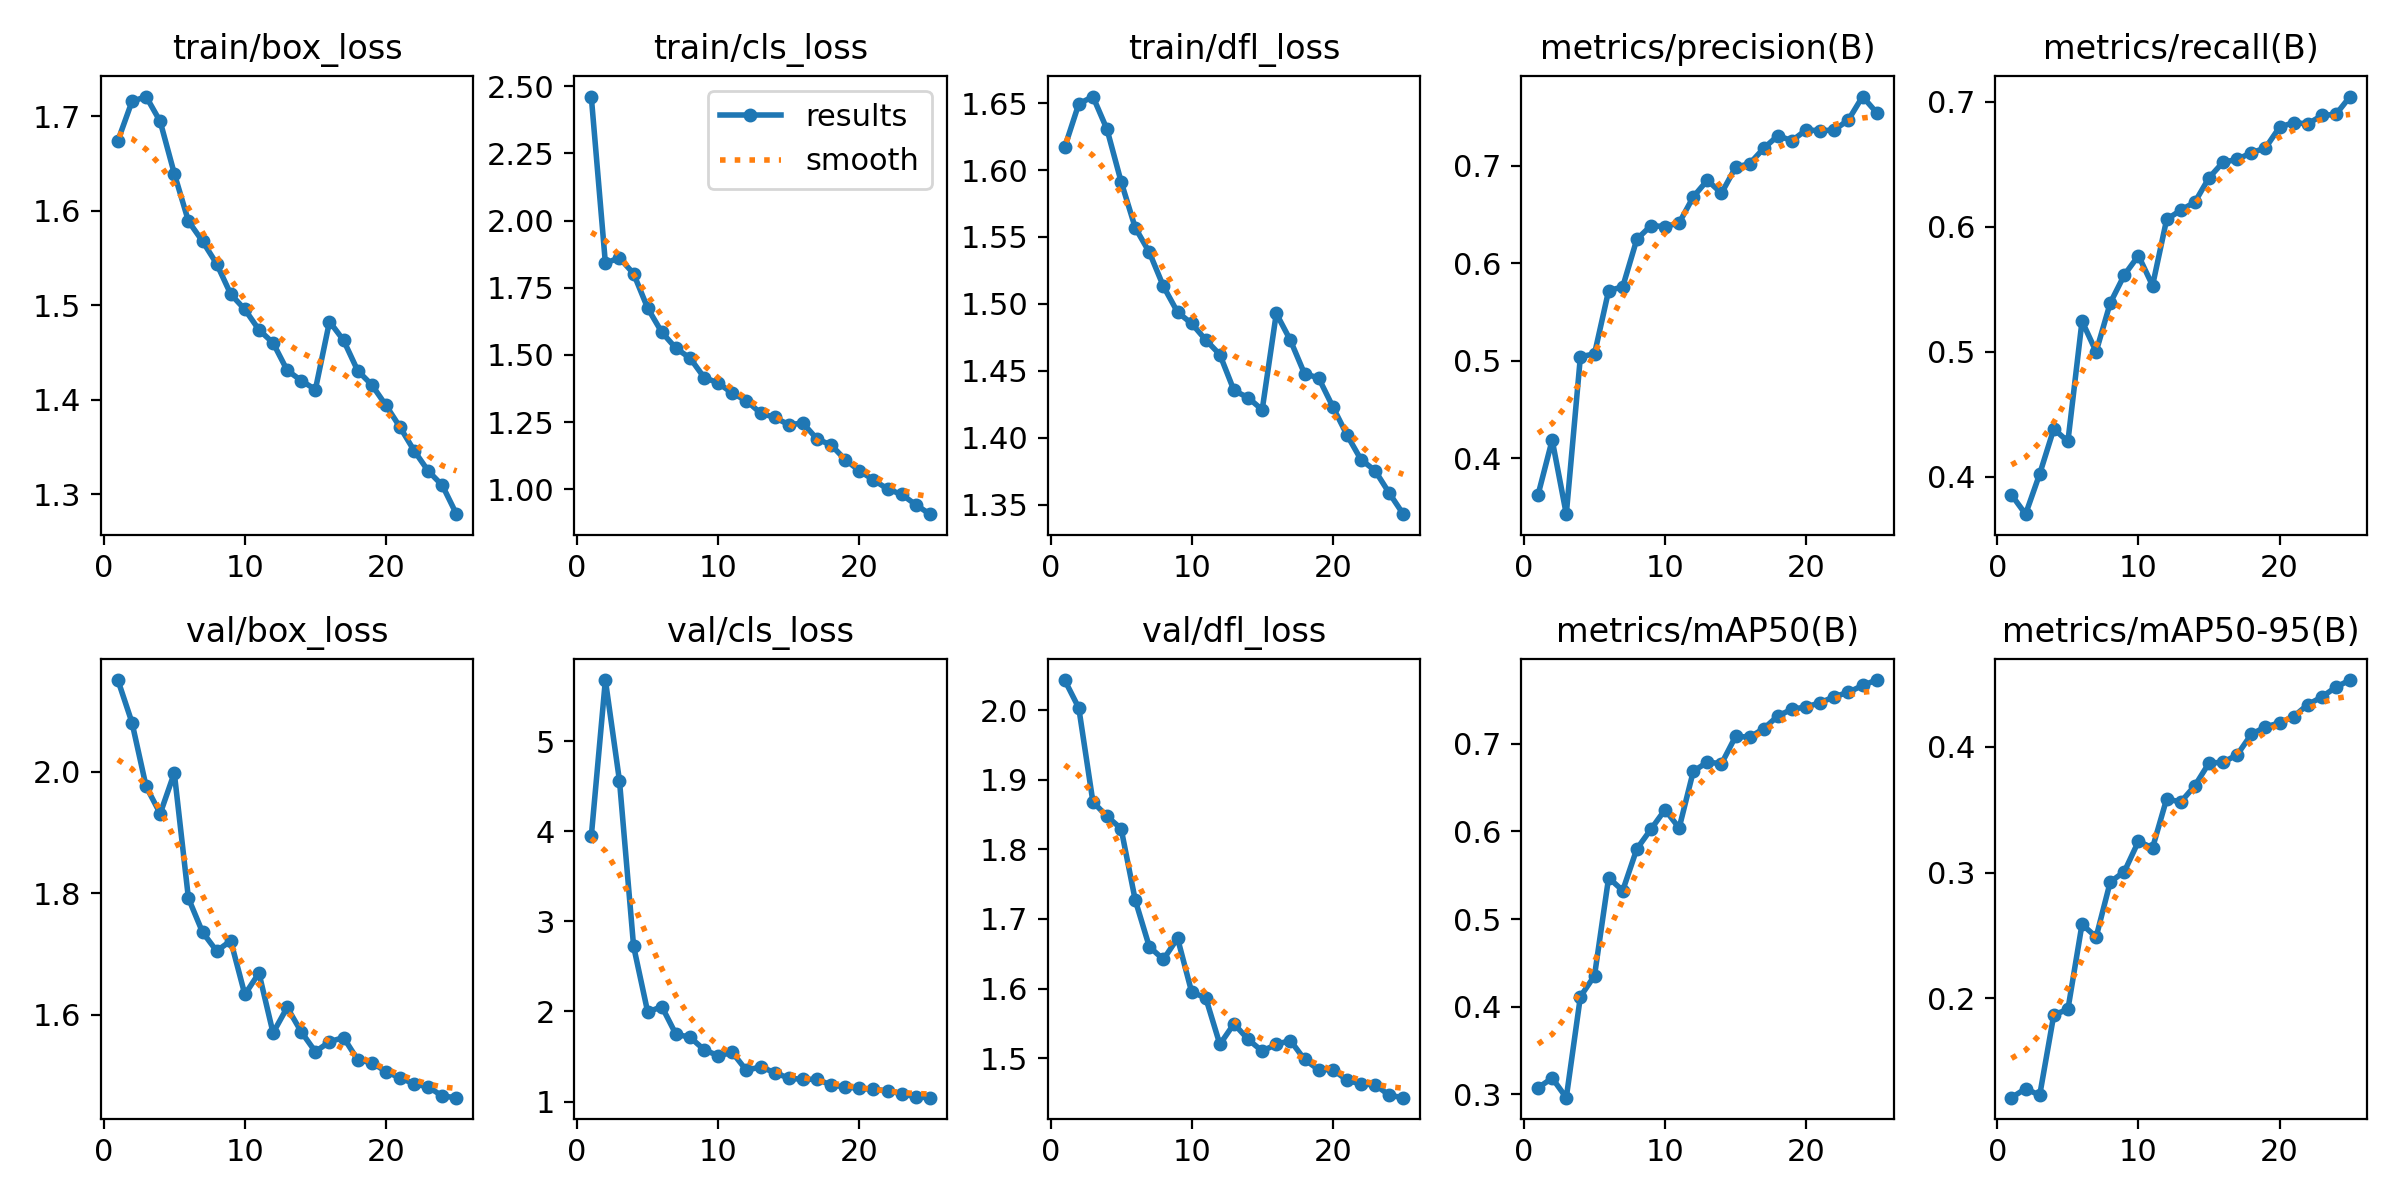 train/box_loss
1.7
1.6
1.5
1.4
1.3
0 10 20
train/cls_loss
results
smooth
2.50
2.25
2.00
1.75
1.50
1.25
1.00
0 10 20
train/dfl_loss
1.65
1.60
1.55
1.50
1.45
1.40
1.35
0 10 20
metrics/precision(B)
0.7
0.6
0.5
0.4
0 10 20
metrics/recall(B)
0.7
0.6
0.5
0.4
0 10 20
val/box_loss
2.0
1.8
1.6
0 10 20
val/cls_loss
5
4
3
2
1
0 10 20
val/dfl_loss
2.0
1.9
1.8
1.7
1.6
1.5
0 10 20
metrics/mAP50(B)
0.7
0.6
0.5
0.4
0.3
0 10 20
metrics/mAP50-95(B)
0.4
0.3
0.2
0 10 20